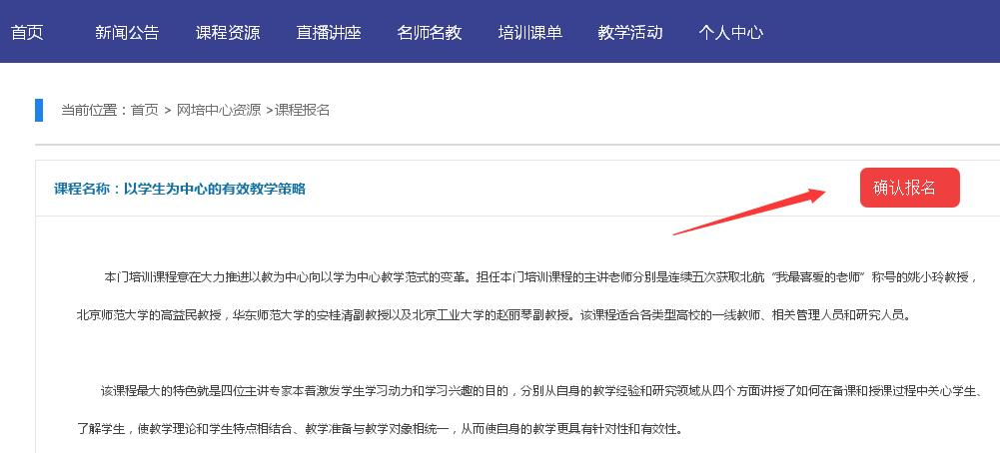 首页 新闻公告 课程资源 直播讲座 名师名教 培训课单 教学活动 个人中心
当前位置：首页 > 网培中心资源 >课程报名
课程名称：以学生为中心的有效教学策略 确认报名
本门培训课程意在大力推进以教为中心向以学为中心教学范式的变革。担任本门培训课程的主讲老师分别是连续五次获取北航“我最喜爱的老师”称号的姚小玲教授，
北京师范大学的高益民教授，华东师范大学的安桂清副教授以及北京工业大学的赵丽琴副教授。该课程适合各类型高校的一线教师、相关管理人员和研究人员。
该课程最大的特色就是四位主讲专家本着激发学生学习动力和学习兴趣的目的，分别从自身的教学经验和研究领域从四个方面讲授了如何在备课和授课过程中关心学生、
了解学生，使教学理论和学生特点相结合、教学准备与教学对象相统一，从而使自身的教学更具有针对性和有效性。